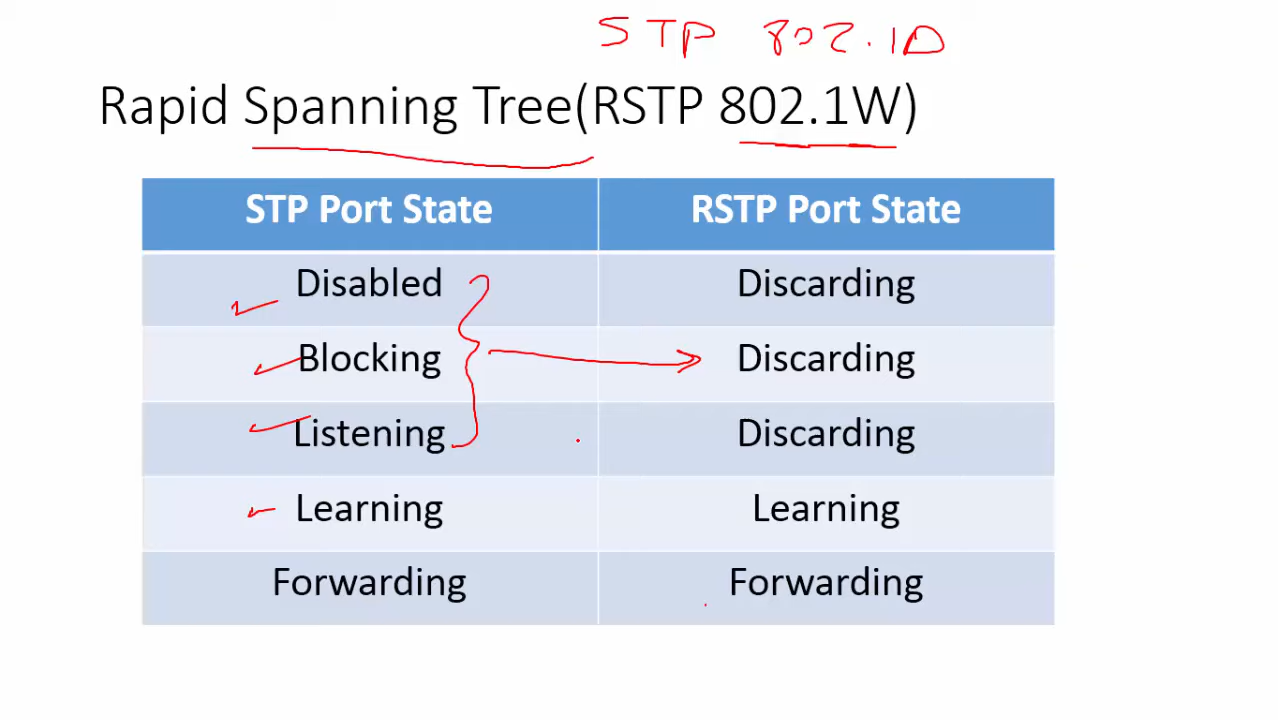 STP 802.1D
Rapid Spanning Tree(RSTP 802.1W)
STP Port State RSTP Port State
Disabled Discarding
Blocking Discarding
Listening Discarding
Learning Learning
Forwarding Forwarding